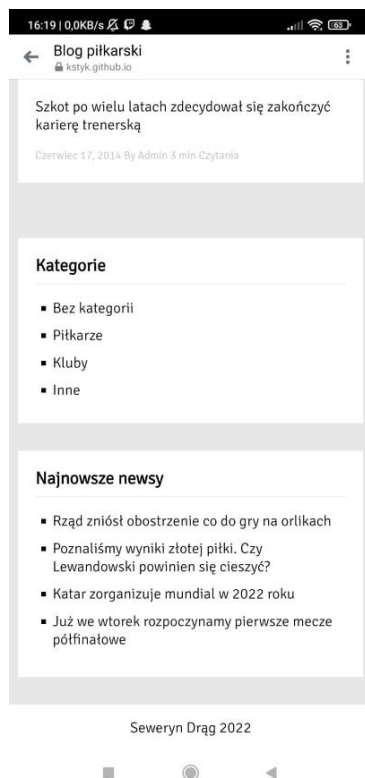 16:19 | 0,0KB/s
63
Blog piłkarski
kstyk.github.io
Szkot po wielu latach zdecydował się zakończyć
karierę trenerską
Czerwiec 17, 2014 By Admin 3 min Czytania
Kategorie
Bez kategorii
Piłkarze
Kluby
Inne
Najnowsze newsy
Rząd zniósł obostrzenie co do gry na orlikach
Poznaliśmy wyniki złotej piłki. Czy
Lewandowski powinien się cieszyć?
Katar zorganizuje mundial w 2022 roku
Już we wtorek rozpoczynamy pierwsze mecze
półfinałowe
Seweryn Drąg 2022